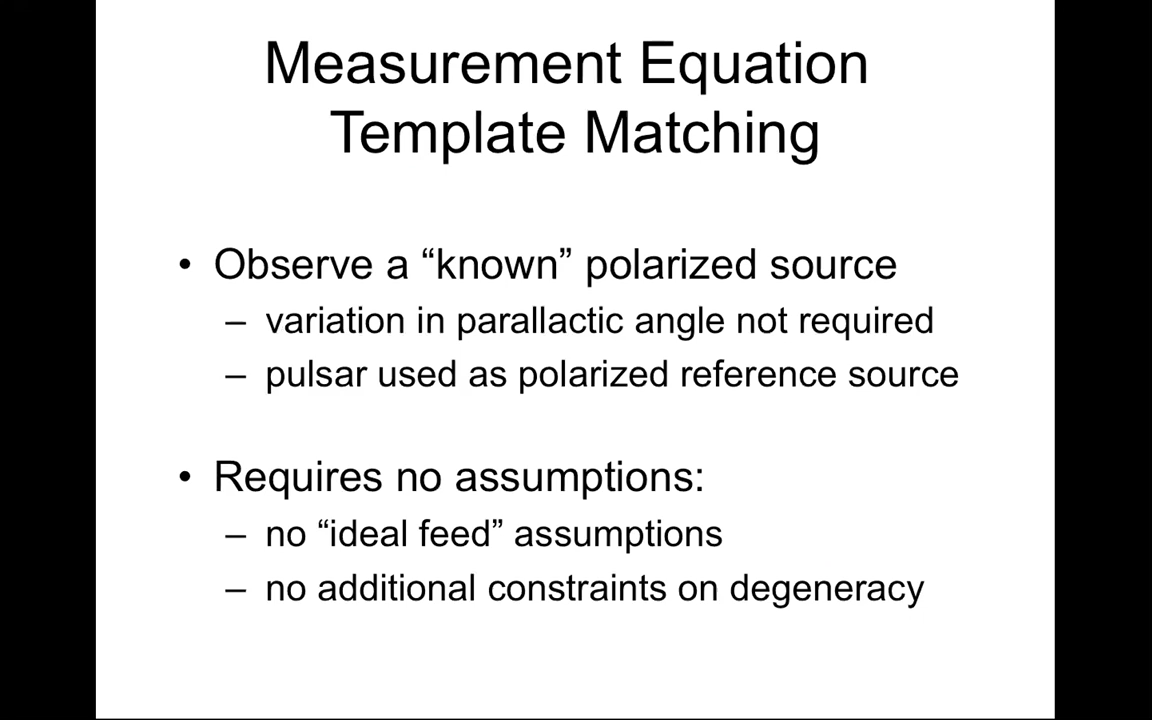 Measurement Equation
Template Matching
• Observe a “known” polarized source
– variation in parallactic angle not required
– pulsar used as polarized reference source
• Requires no assumptions:
– no “ideal feed” assumptions
– no additional constraints on degeneracy